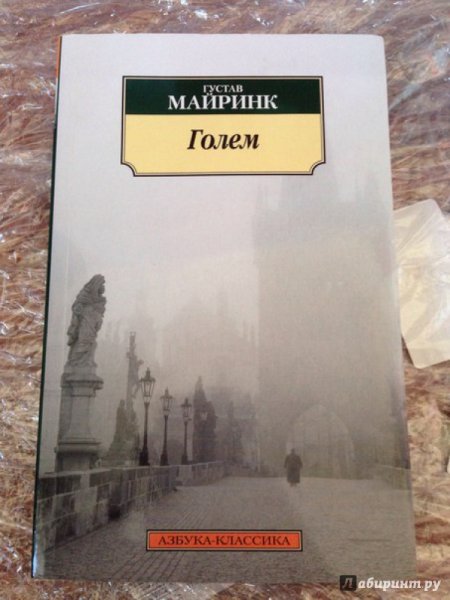 ГУСТАВ
МАЙРИНК
Голем
АЗБУКА-КЛАССИКА
Лабиринт.ру